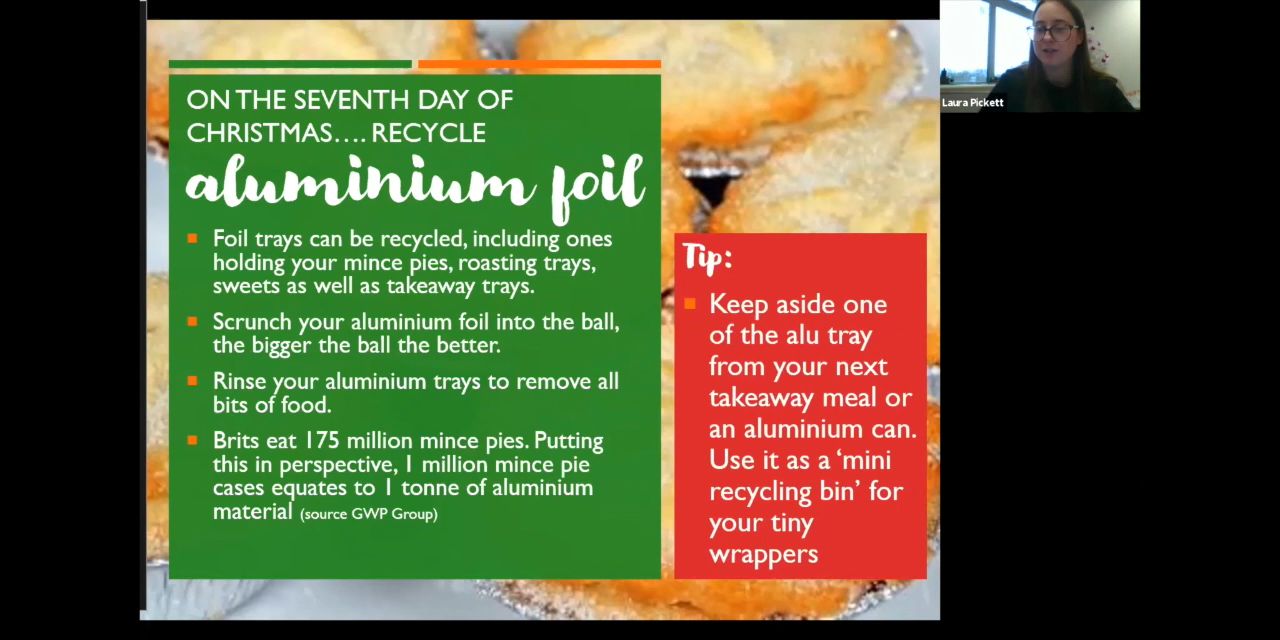 ON THE SEVENTH DAY OF
CHRISTMAS.... RECYCLE
aluminium foil
Foil trays can be recycled, including ones
holding your mince pies, roasting trays,
sweets as well as takeaway trays.
Scrunch your aluminium foil into the ball,
the bigger the ball the better.
Rinse your aluminium trays to remove all
bits of food.
Brits eat 175 million mince pies. Putting
this in perspective, 1 million mince pie
cases equates to 1 tonne of aluminium
material (source GWP Group)
Tip:
Keep aside one
of the alu tray
from your next
takeaway meal or
an aluminium can.
Use it as a ‘mini
recycling bin’ for
your tiny
wrappers
Laura Pickett